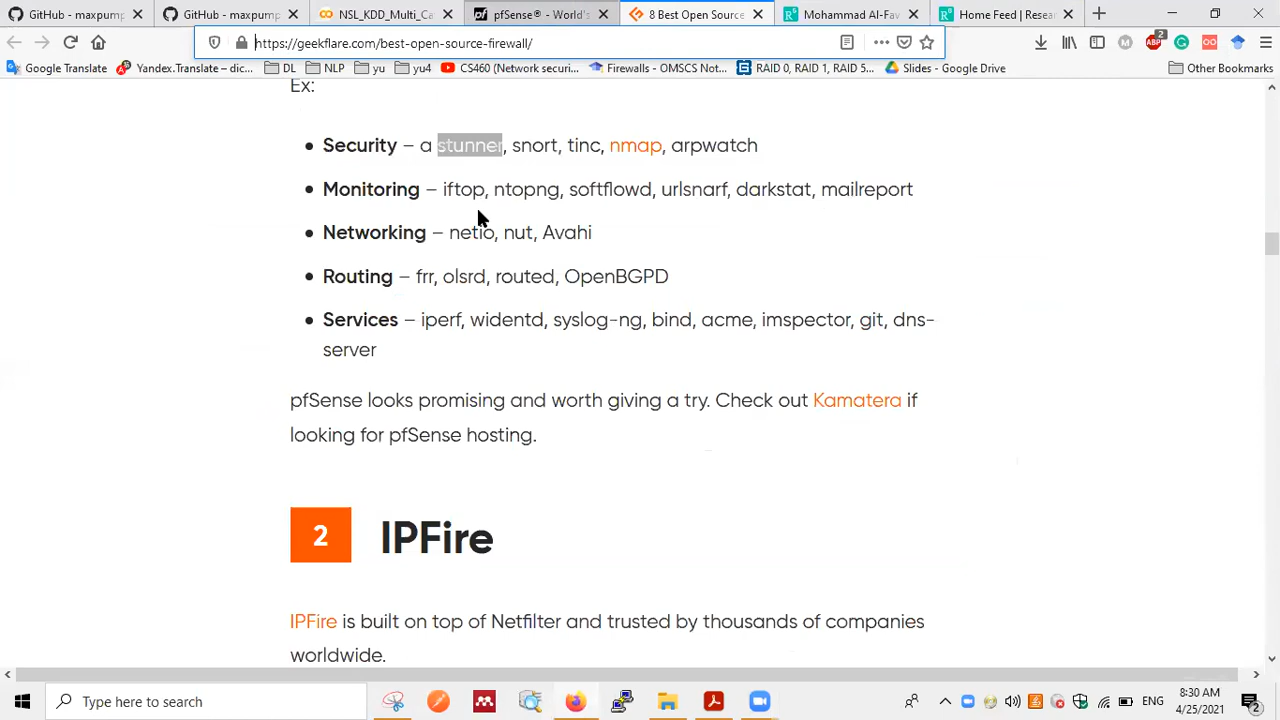 GitHub - maxpump
GitHub - maxpump
NSL_KDD_Multi_Ca
pfSense® - World's
8 Best Open Source
Mohammad Al-Fav
Home Feed | Resea
https://geekflare.com/best-open-source-firewall/
Google Translate
Yandex.Translate – dic...
DL
NLP
yu
yu4
CS460 (Network securi...
Firewalls - OMSCS Not...
RAID 0, RAID 1, RAID 5...
Slides - Google Drive
Other Bookmarks
Ex:
• Security – a stunner, snort, tinc, nmap, arpwatch
• Monitoring – iftop, ntopng, softflowd, urlsnarf, darkstat, mailreport
• Networking – netio, nut, Avahi
• Routing – frr, olsrd, routed, OpenBGPD
• Services – iperf, widentd, syslog-ng, bind, acme, imspector, git, dns-
server
pfSense looks promising and worth giving a try. Check out Kamatera if
looking for pfSense hosting.
2 IPFire
IPFire is built on top of Netfilter and trusted by thousands of companies
worldwide.
Type here to search
ENG
8:30 AM
4/25/2021
2